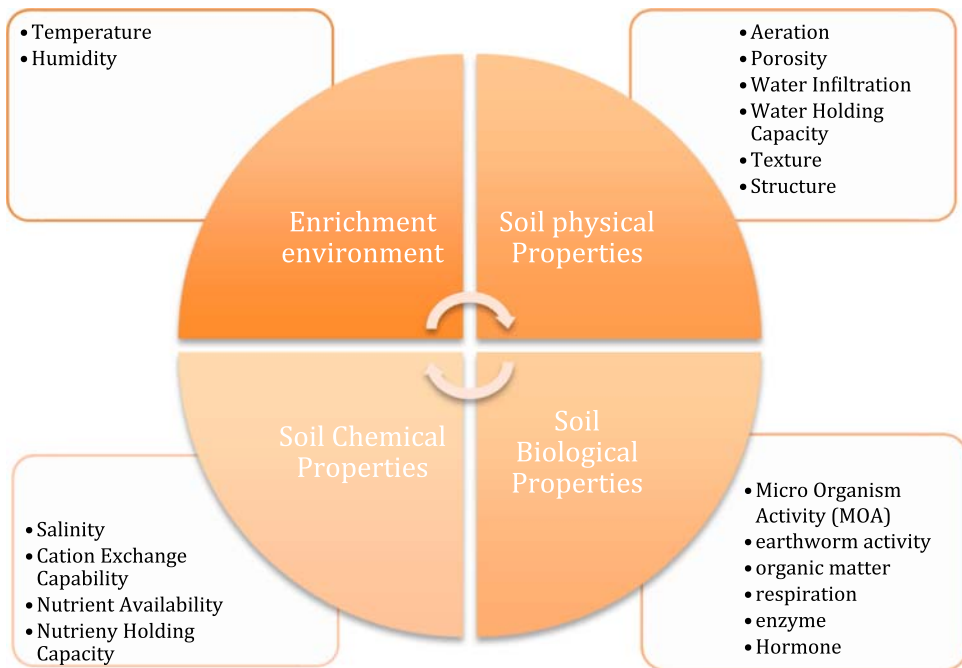 • Temperature
• Humidity
• Aeration
• Porosity
• Water Infiltration
• Water Holding
Capacity
• Texture
• Structure
Enrichment
environment
Soil physical
Properties
Soil Chemical
Properties
Soil
Biological
Properties
• Salinity
• Cation Exchange
Capability
• Nutrient Availability
• Nutrieny Holding
Capacity
• Micro Organism
Activity (MOA)
• earthworm activity
• organic matter
• respiration
• enzyme
• Hormone